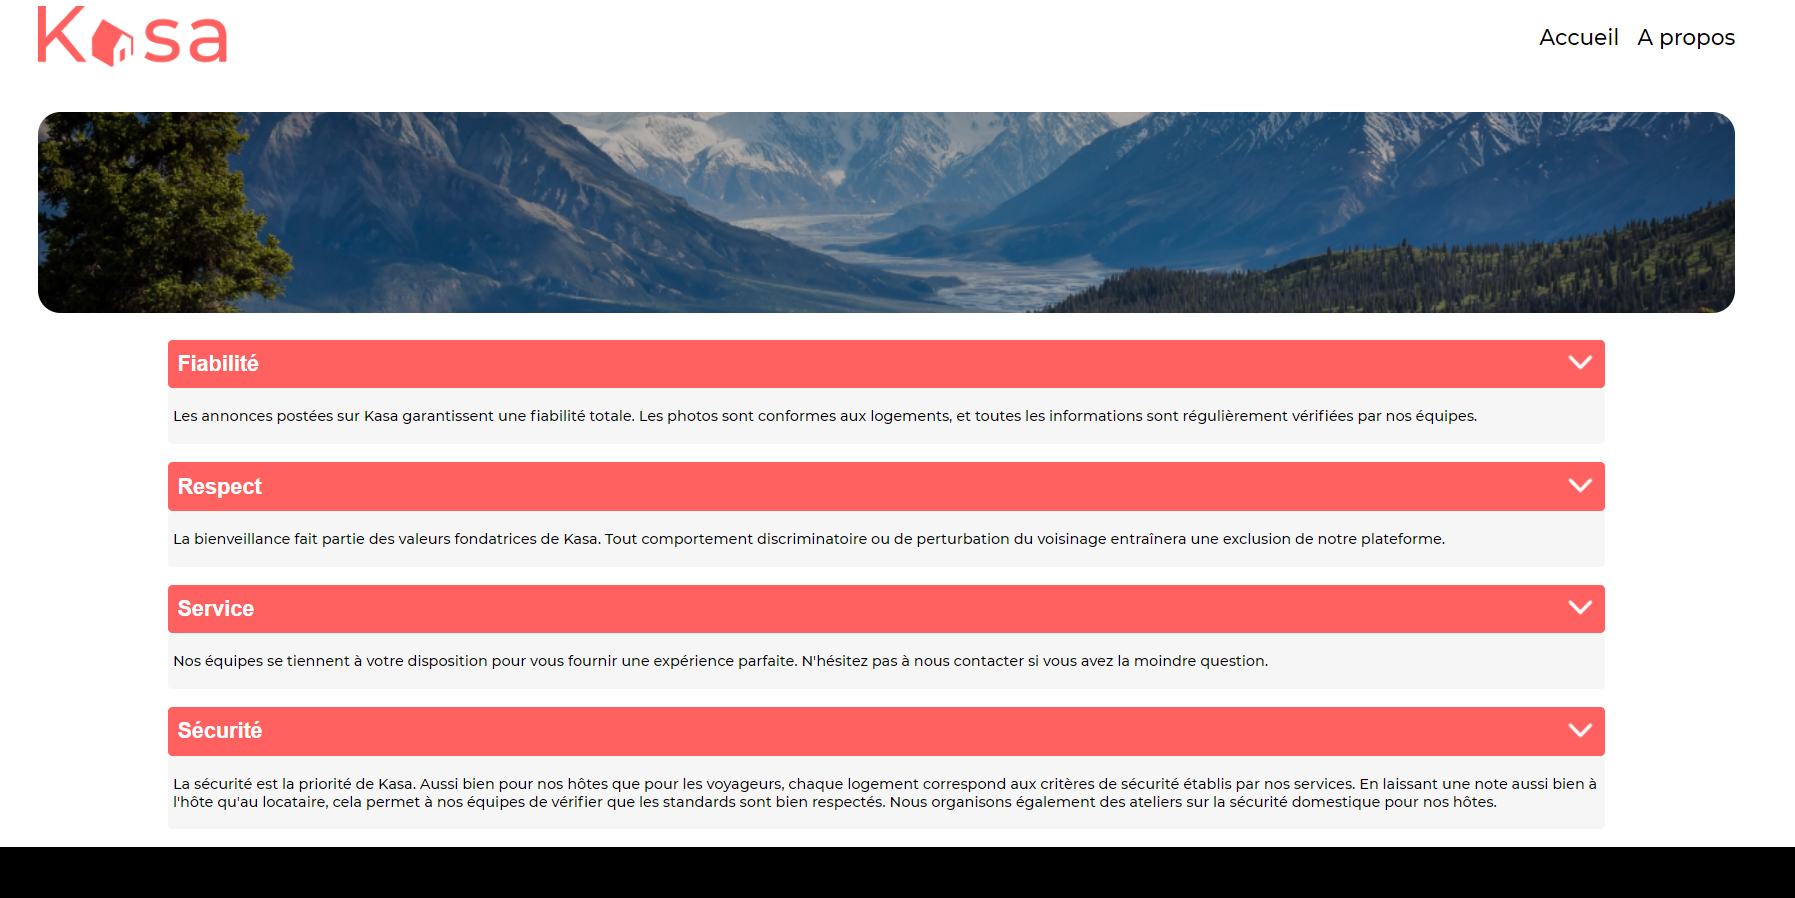 Kasa
Accueil A propos
Fiabilité
Les annonces postées sur Kasa garantissent une fiabilité totale. Les photos sont conformes aux logements, et toutes les informations sont régulièrement vérifiées par nos équipes.
Respect
La bienveillance fait partie des valeurs fondatrices de Kasa. Tout comportement discriminatoire ou de perturbation du voisinage entraînera une exclusion de notre plateforme.
Service
Nos équipes se tiennent à votre disposition pour vous fournir une expérience parfaite. N'hésitez pas à nous contacter si vous avez la moindre question.
Sécurité
La sécurité est la priorité de Kasa. Aussi bien pour nos hôtes que pour les voyageurs, chaque logement correspond aux critères de sécurité établis par nos services. En laissant une note aussi bien à
l'hôte qu'au locataire, cela permet à nos équipes de vérifier que les standards sont bien respectés. Nous organisons également des ateliers sur la sécurité domestique pour nos hôtes.